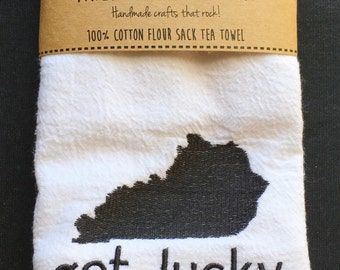 Handmade crafts that rock!
100% COTTON FLOUR SACK TEA TOWEL
get lucky